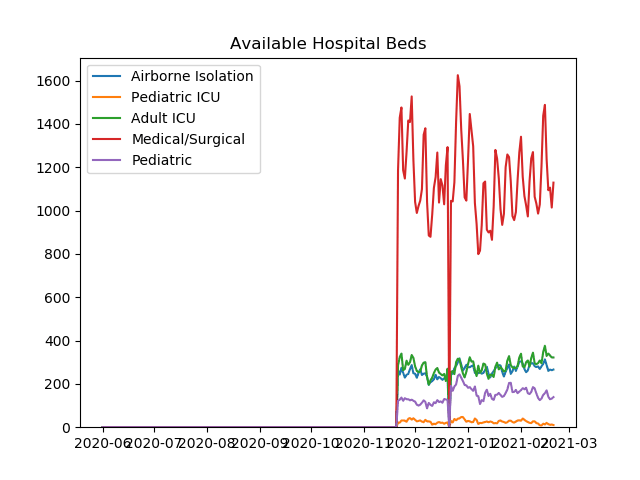 Available Hospital Beds
Airborne Isolation
Pediatric ICU
Adult ICU
Medical/Surgical
Pediatric
1600
1400
1200
1000
800
600
400
200
0
2020-06 2020-07 2020-08 2020-09 2020-10 2020-11 2020-12 2021-01 2021-02 2021-03